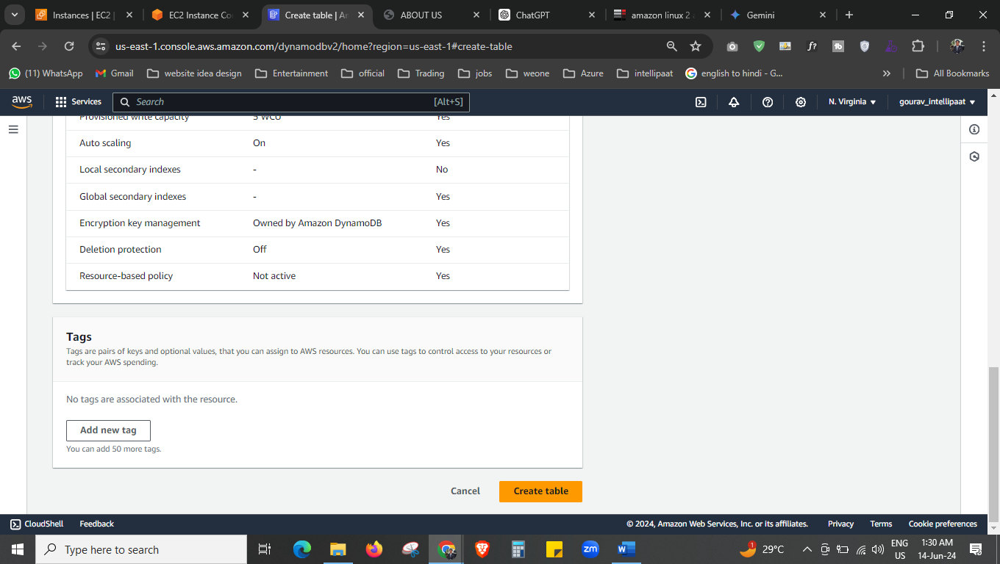 Instances | EC2 |
EC2 Instance Co
Create table | A
ABOUT US
ChatGPT
amazon linux 2 a
Gemini
us-east-1.console.aws.amazon.com/dynamodbv2/home?region=us-east-1#create-table
f?
tb
(11) WhatsApp
Gmail
website idea design
Entertainment
official
Trading
jobs
weone
Azure
intellipaat
english to hindi - G...
All Bookmarks
aws
Services
Search
[Alt+S]
N. Virginia
gourav_intellipaat
Provisioned write capacity 5 WCU Yes
Auto scaling On Yes
Local secondary indexes - No
Global secondary indexes - Yes
Encryption key management Owned by Amazon DynamoDB Yes
Deletion protection Off Yes
Resource-based policy Not active Yes
Tags
Tags are pairs of keys and optional values, that you can assign to AWS resources. You can use tags to control access to your resources or
track your AWS spending.
No tags are associated with the resource.
Add new tag
You can add 50 more tags.
Cancel
Create table
CloudShell
Feedback
© 2024, Amazon Web Services, Inc. or its affiliates.
Privacy
Terms
Cookie preferences
Type here to search
zm
W
1
29°C
ENG
US
1:30 AM
14-Jun-24